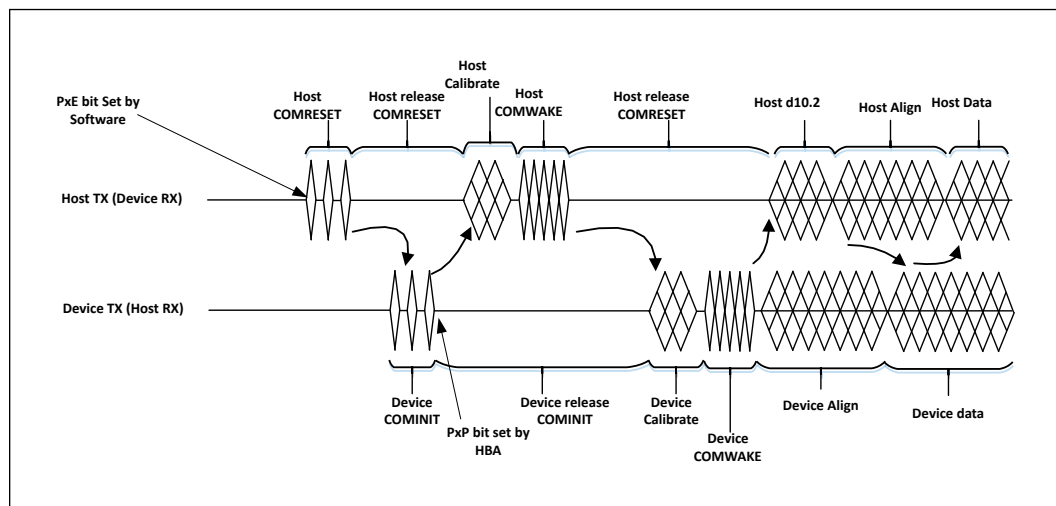 PxE bit Set by
Software
Host
COMRESET
Host release
COMRESET
Host
Calibrate
Host
COMWAKE
Host release
COMRESET
Host d10.2
Host Align
Host Data
Host TX (Device RX)
Device TX (Host RX)
Device
COMINIT
PxP bit set by
HBA
Device release
COMINIT
Device
Calibrate
Device
COMWAKE
Device Align
Device data